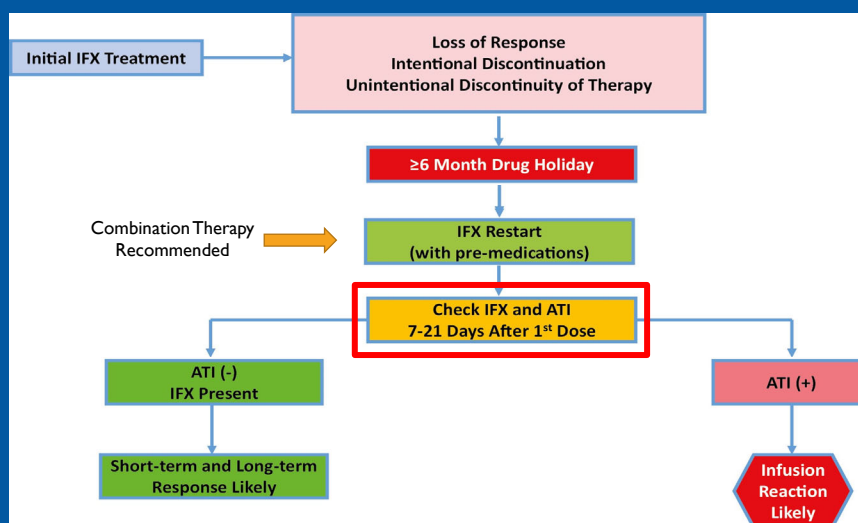 Initial IFX Treatment
Loss of Response
Intentional Discontinuation
Unintentional Discontinuity of Therapy
≥6 Month Drug Holiday
Combination Therapy
Recommended
IFX Restart
(with pre-medications)
Check IFX and ATI
7-21 Days After 1st Dose
ATI (-)
IFX Present
ATI (+)
Short-term and Long-term
Response Likely
Infusion
Reaction
Likely